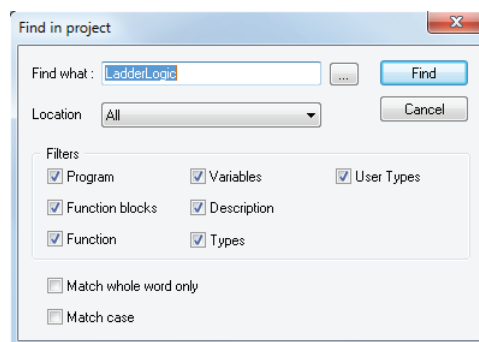 Find in project
x
Find what : LadderLogic ... Find
Location All Cancel
Filters
Program Variables User Types
Function blocks Description
Function Types
Match whole word only
Match case